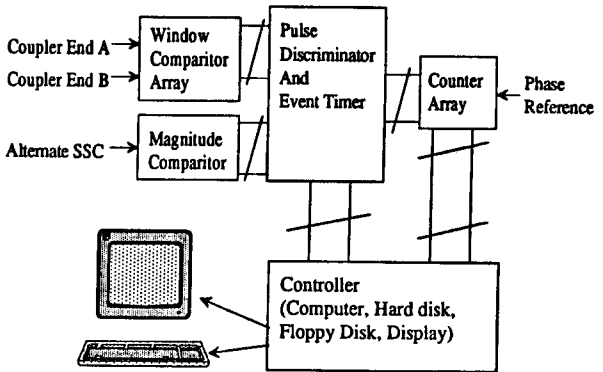 Coupler End A
Coupler End B
Window
Comparitor
Array
Alternate SSC
Magnitude
Comparitor
Pulse
Discriminator
And
Event Timer
Counter
Array
Phase
Reference
Controller
(Computer, Hard disk,
Floppy Disk, Display)